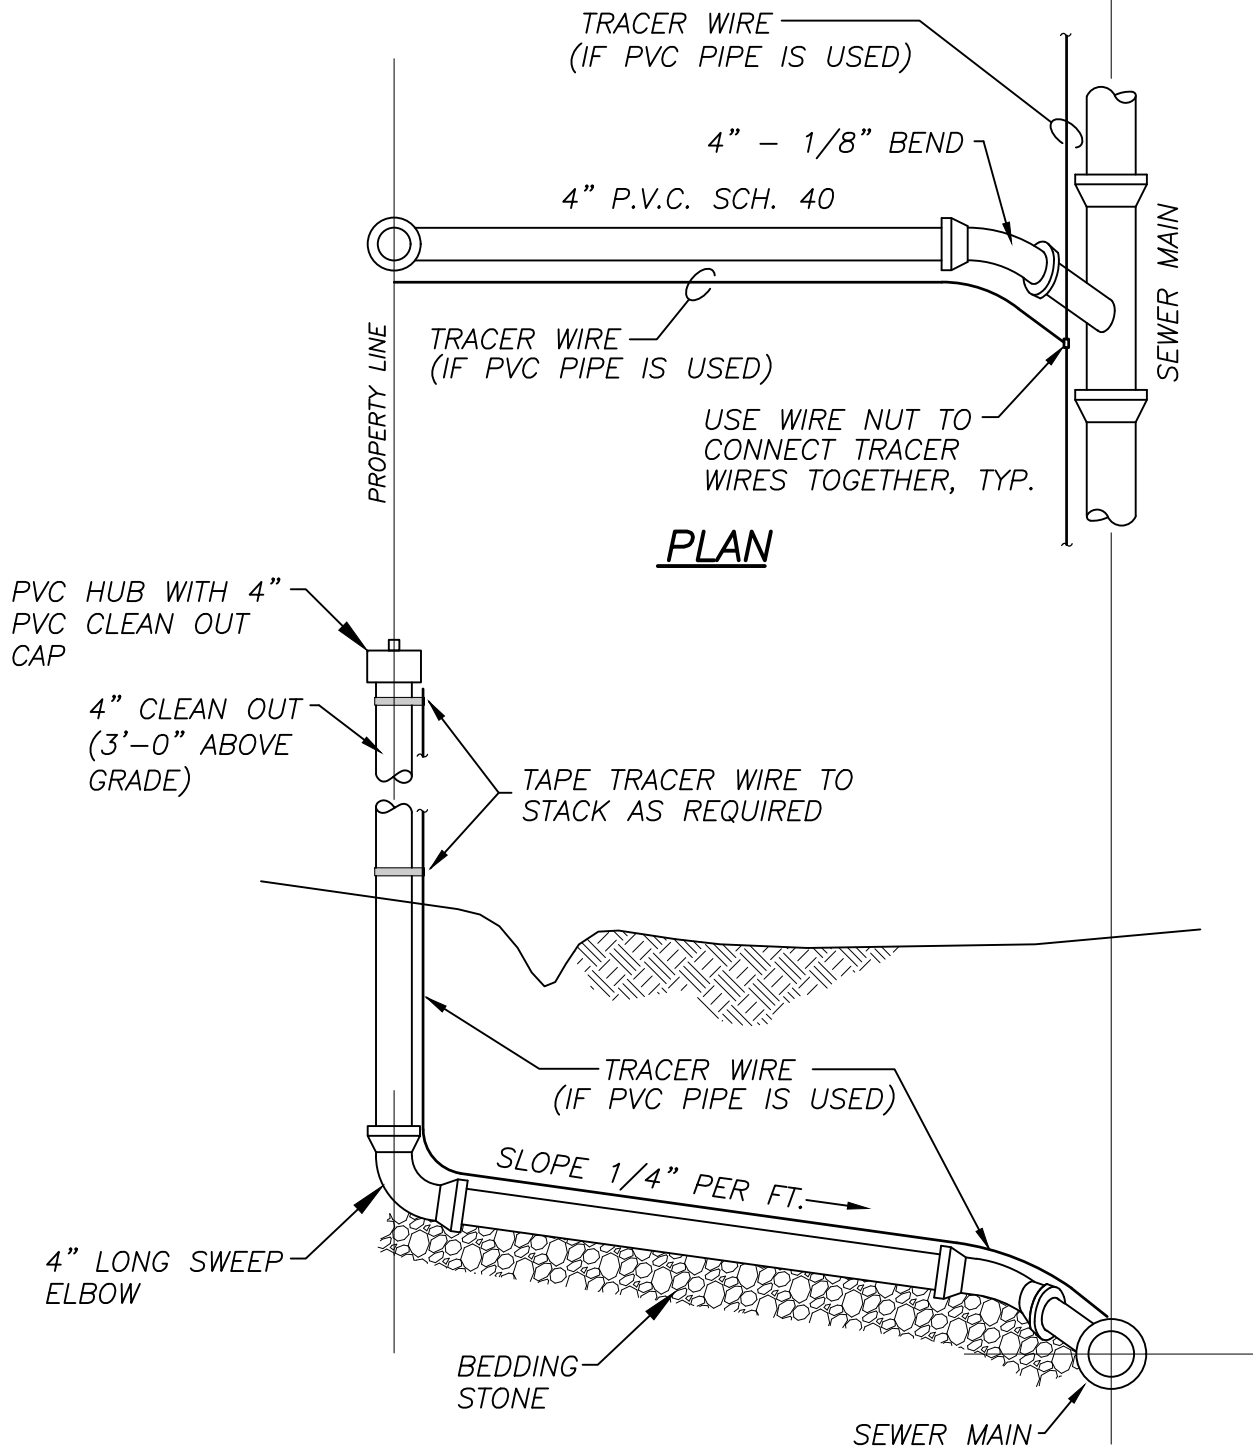 TRACER WIRE
(IF PVC PIPE IS USED)
4” – 1/8” BEND
4” P.V.C. SCH. 40
SEWER MAIN
TRACER WIRE
(IF PVC PIPE IS USED)
PROPERTY LINE
USE WIRE NUT TO
CONNECT TRACER
WIRES TOGETHER, TYP.
PLAN
PVC HUB WITH 4”
PVC CLEAN OUT
CAP
4” CLEAN OUT
(3’–0” ABOVE
GRADE)
TAPE TRACER WIRE TO
STACK AS REQUIRED
TRACER WIRE
(IF PVC PIPE IS USED)
SLOPE 1/4” PER FT.
4” LONG SWEEP
ELBOW
BEDDING
STONE
SEWER MAIN